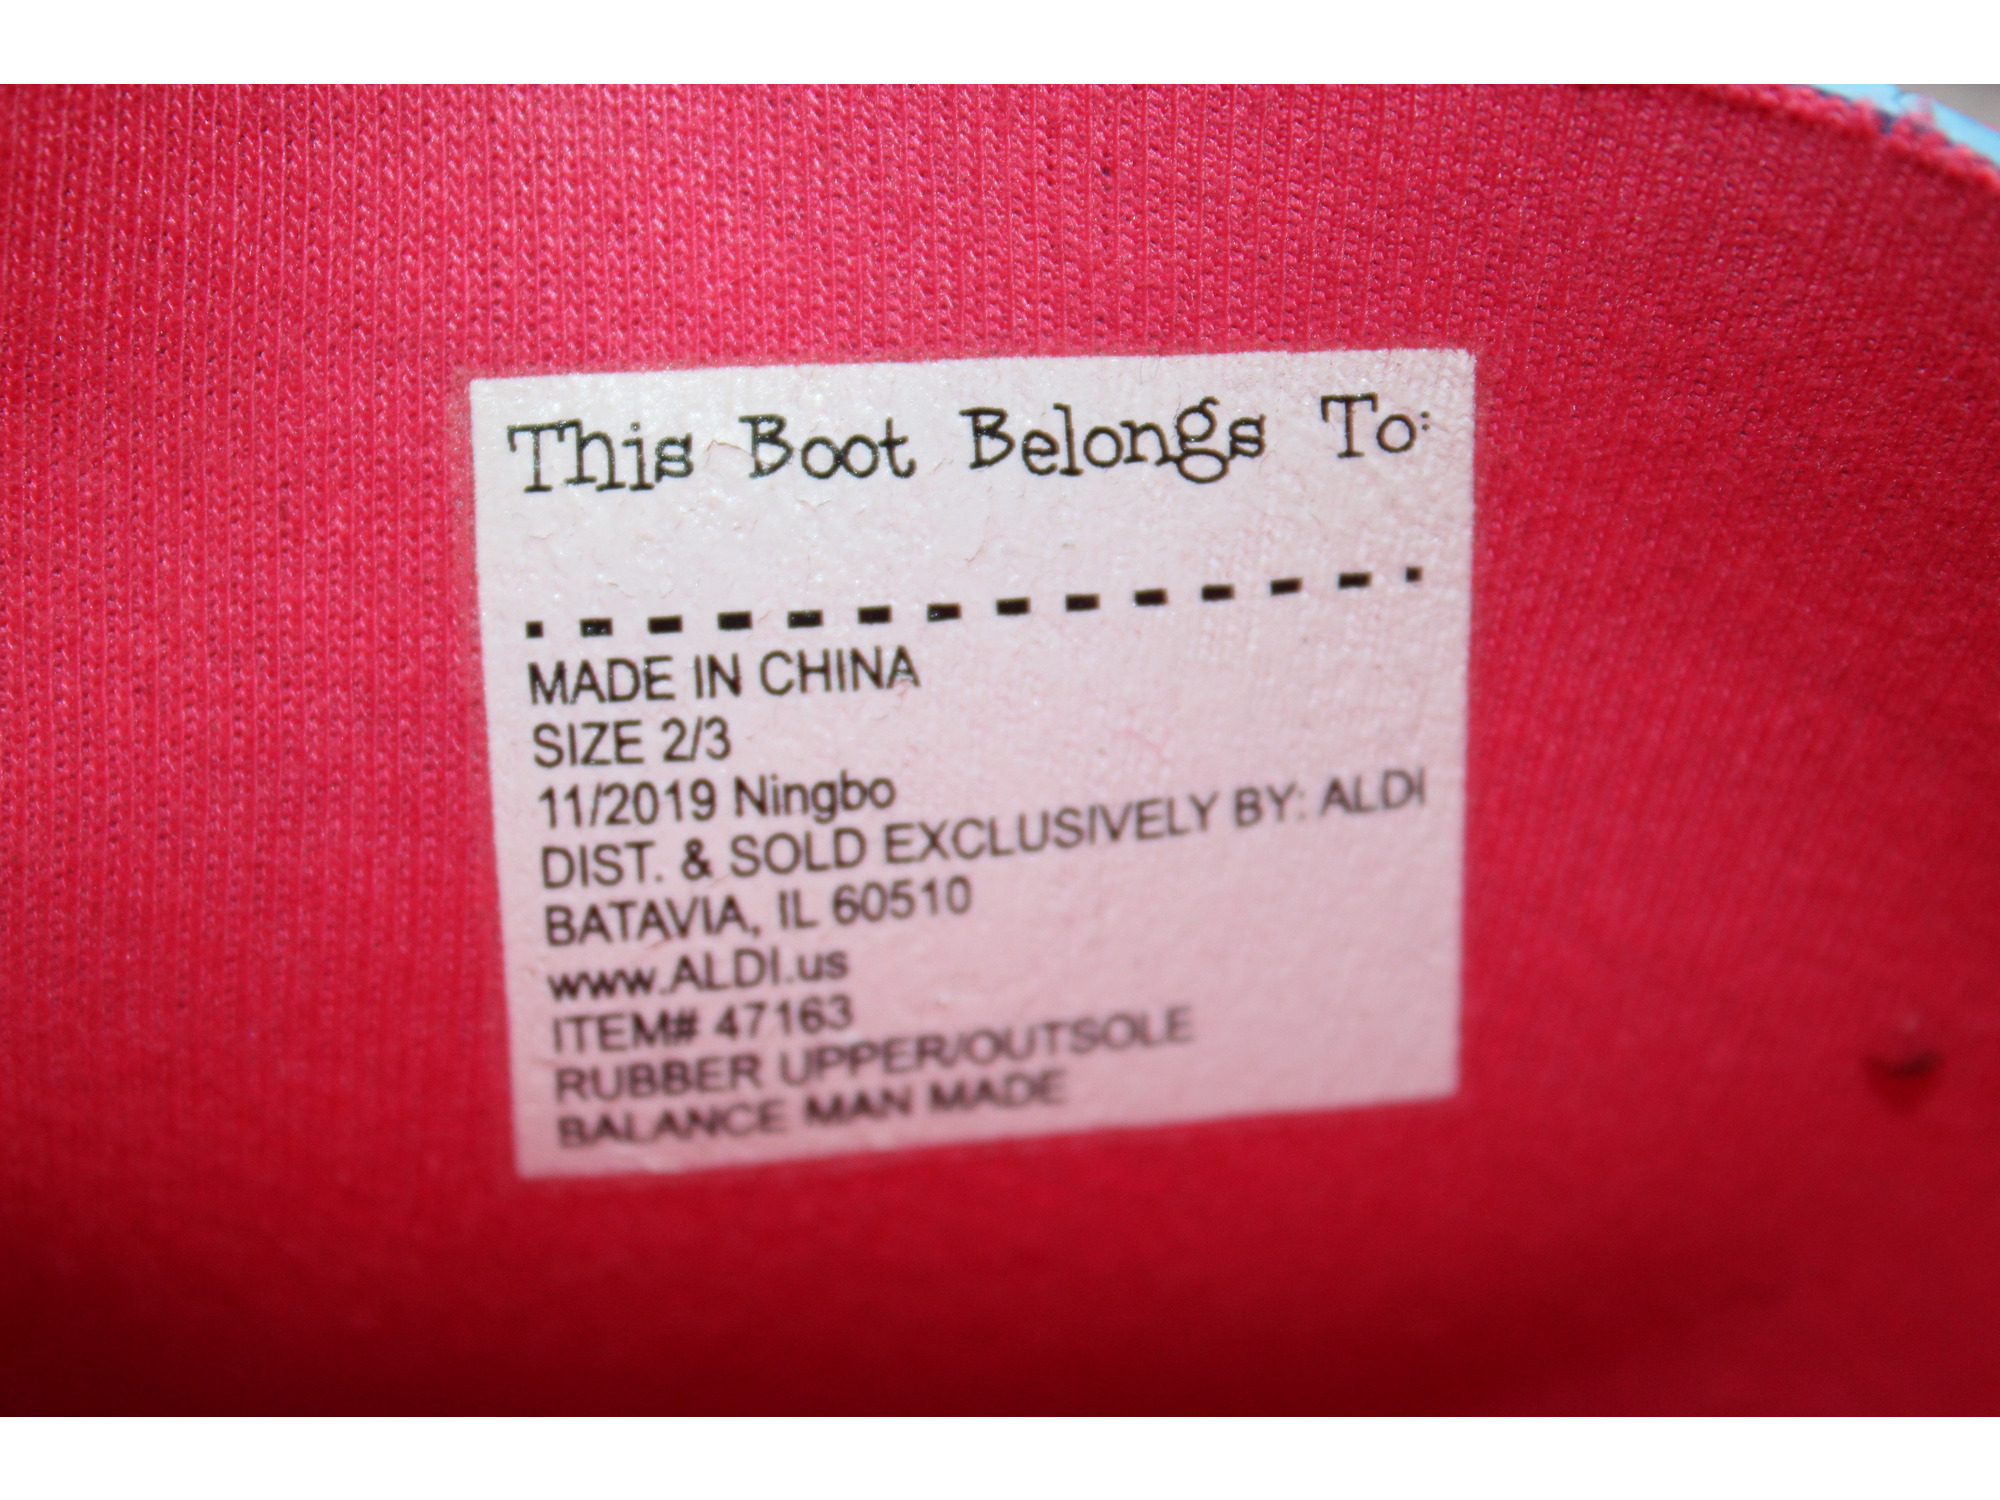 This Boot Belongs To:
MADE IN CHINA
SIZE 2/3
11/2019 Ningbo
DIST. & SOLD EXCLUSIVELY BY: ALDI
BATAVIA, IL 60510
www.ALDI.us
ITEM# 47163
RUBBER UPPER/OUTSOLE
BALANCE MAN MADE